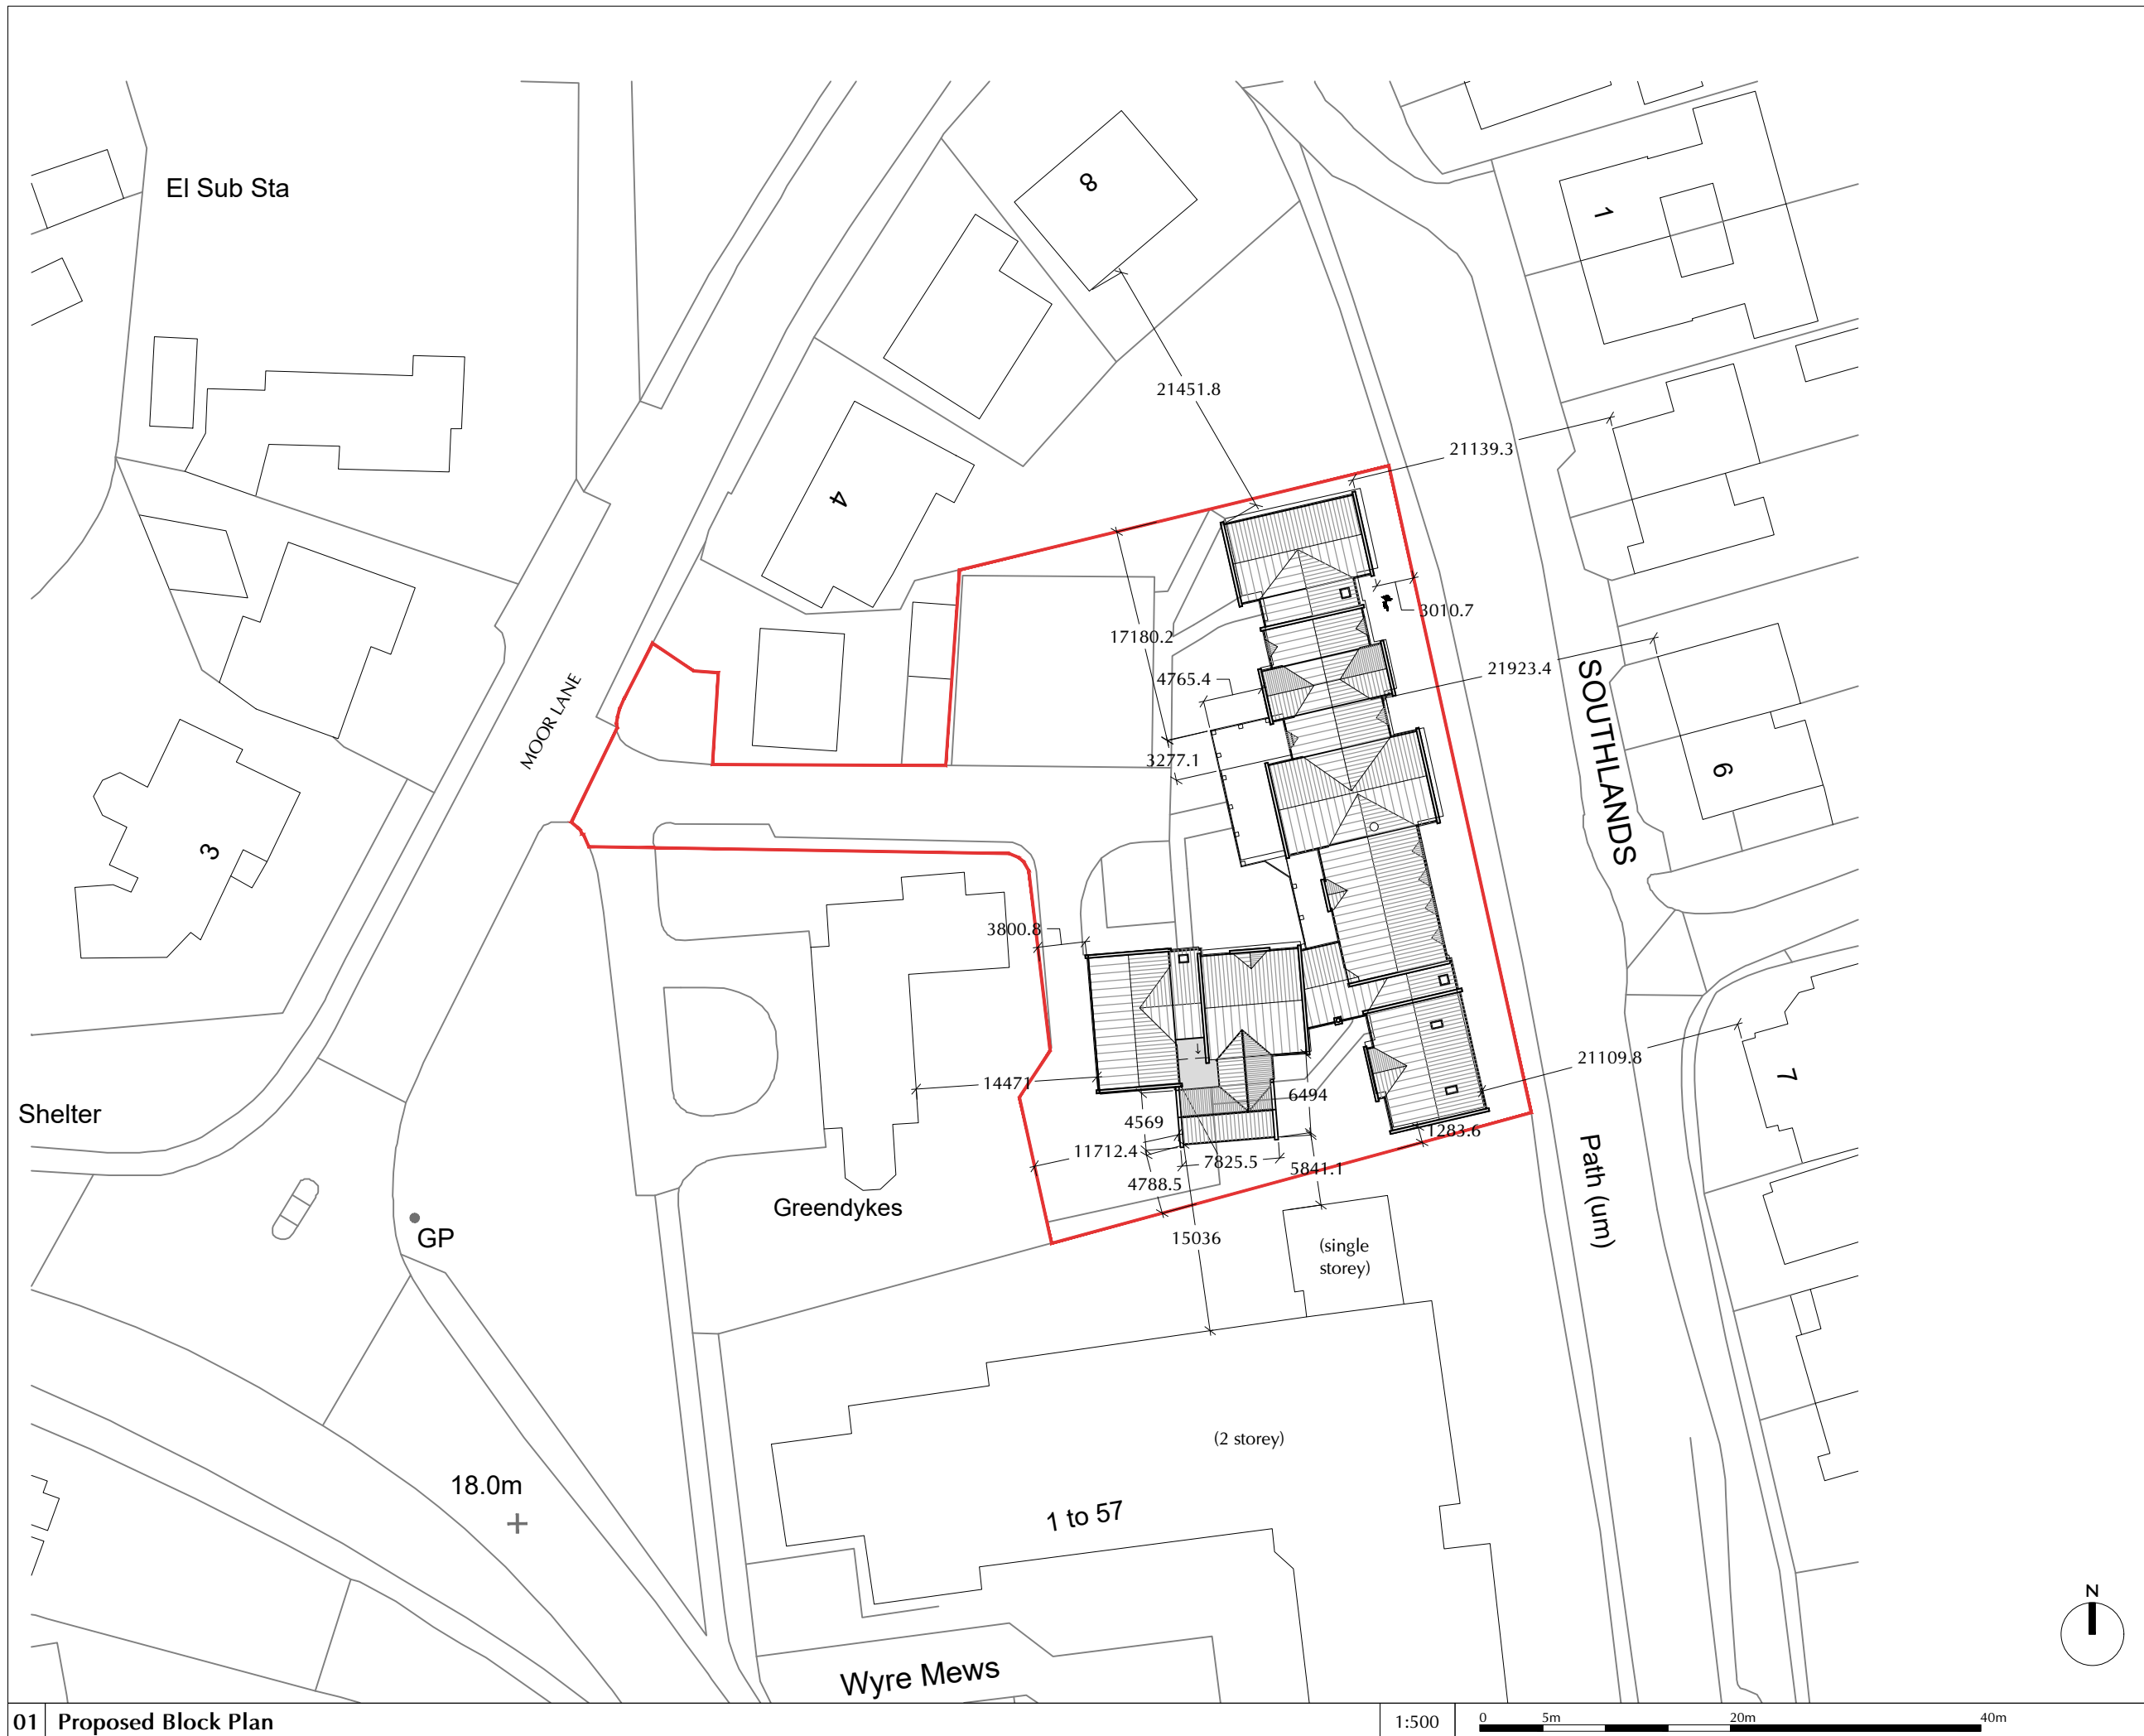 El Sub Sta
8
1
21451.8
21139.3
4
3010.7
17180.2
21923.4
4765.4
SOUTHLANDS
MOOR LANE
3277.1
6
3
3800.8
21109.8
14471
7
6494
Shelter
4569
1283.6
11712.4
7825.5
5841.1
4788.5
Path (um)
Greendykes
GP
15036
(single
storey)
(2 storey)
18.0m
1 to 57
N
Wyre Mews
01 Proposed Block Plan
1:500
0 5m 20m 40m